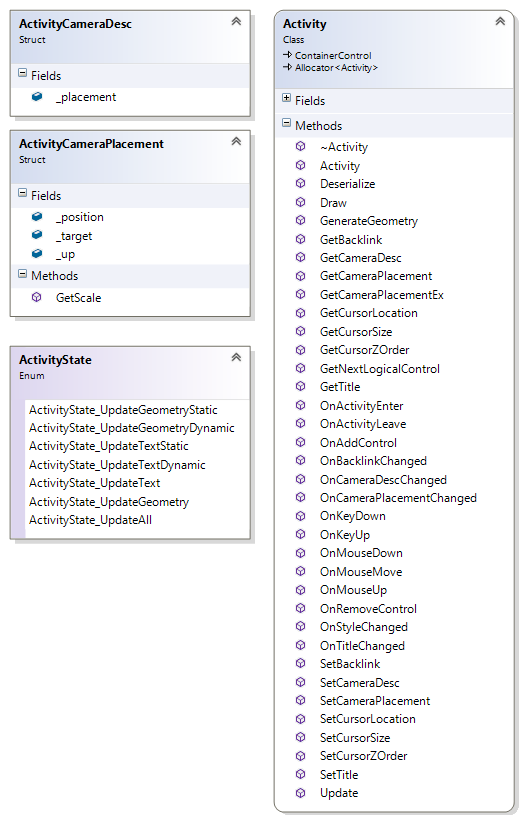 ActivityCameraDesc
Struct
Fields
_placement
ActivityCameraPlacement
Struct
Fields
_position
_target
_up
Methods
GetScale
ActivityState
Enum
ActivityState_UpdateGeometryStatic
ActivityState_UpdateGeometryDynamic
ActivityState_UpdateTextStatic
ActivityState_UpdateTextDynamic
ActivityState_UpdateText
ActivityState_UpdateGeometry
ActivityState_UpdateAll
Activity
Class
ContainerControl
Allocator<Activity>
Fields
Methods
~Activity
Activity
Deserialize
Draw
GenerateGeometry
GetBacklink
GetCameraDesc
GetCameraPlacement
GetCameraPlacementEx
GetCursorLocation
GetCursorSize
GetCursorZOrder
GetNextLogicalControl
GetTitle
OnActivityEnter
OnActivityLeave
OnAddControl
OnBacklinkChanged
OnCameraDescChanged
OnCameraPlacementChanged
OnKeyDown
OnKeyUp
OnMouseDown
OnMouseMove
OnMouseUp
OnRemoveControl
OnStyleChanged
OnTitleChanged
SetBacklink
SetCameraDesc
SetCameraPlacement
SetCursorLocation
SetCursorSize
SetCursorZOrder
SetTitle
Update